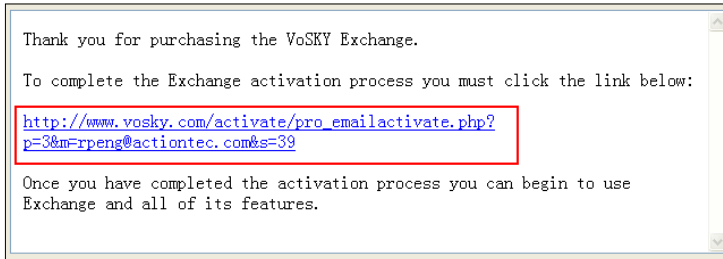 Thank you for purchasing the VoSKY Exchange.
To complete the Exchange activation process you must click the link below:
http://www.vosky.com/activate/pro_emailactivate.php?
p=3&m=rpeng@actiontec.com&s=39
Once you have completed the activation process you can begin to use
Exchange and all of its features.